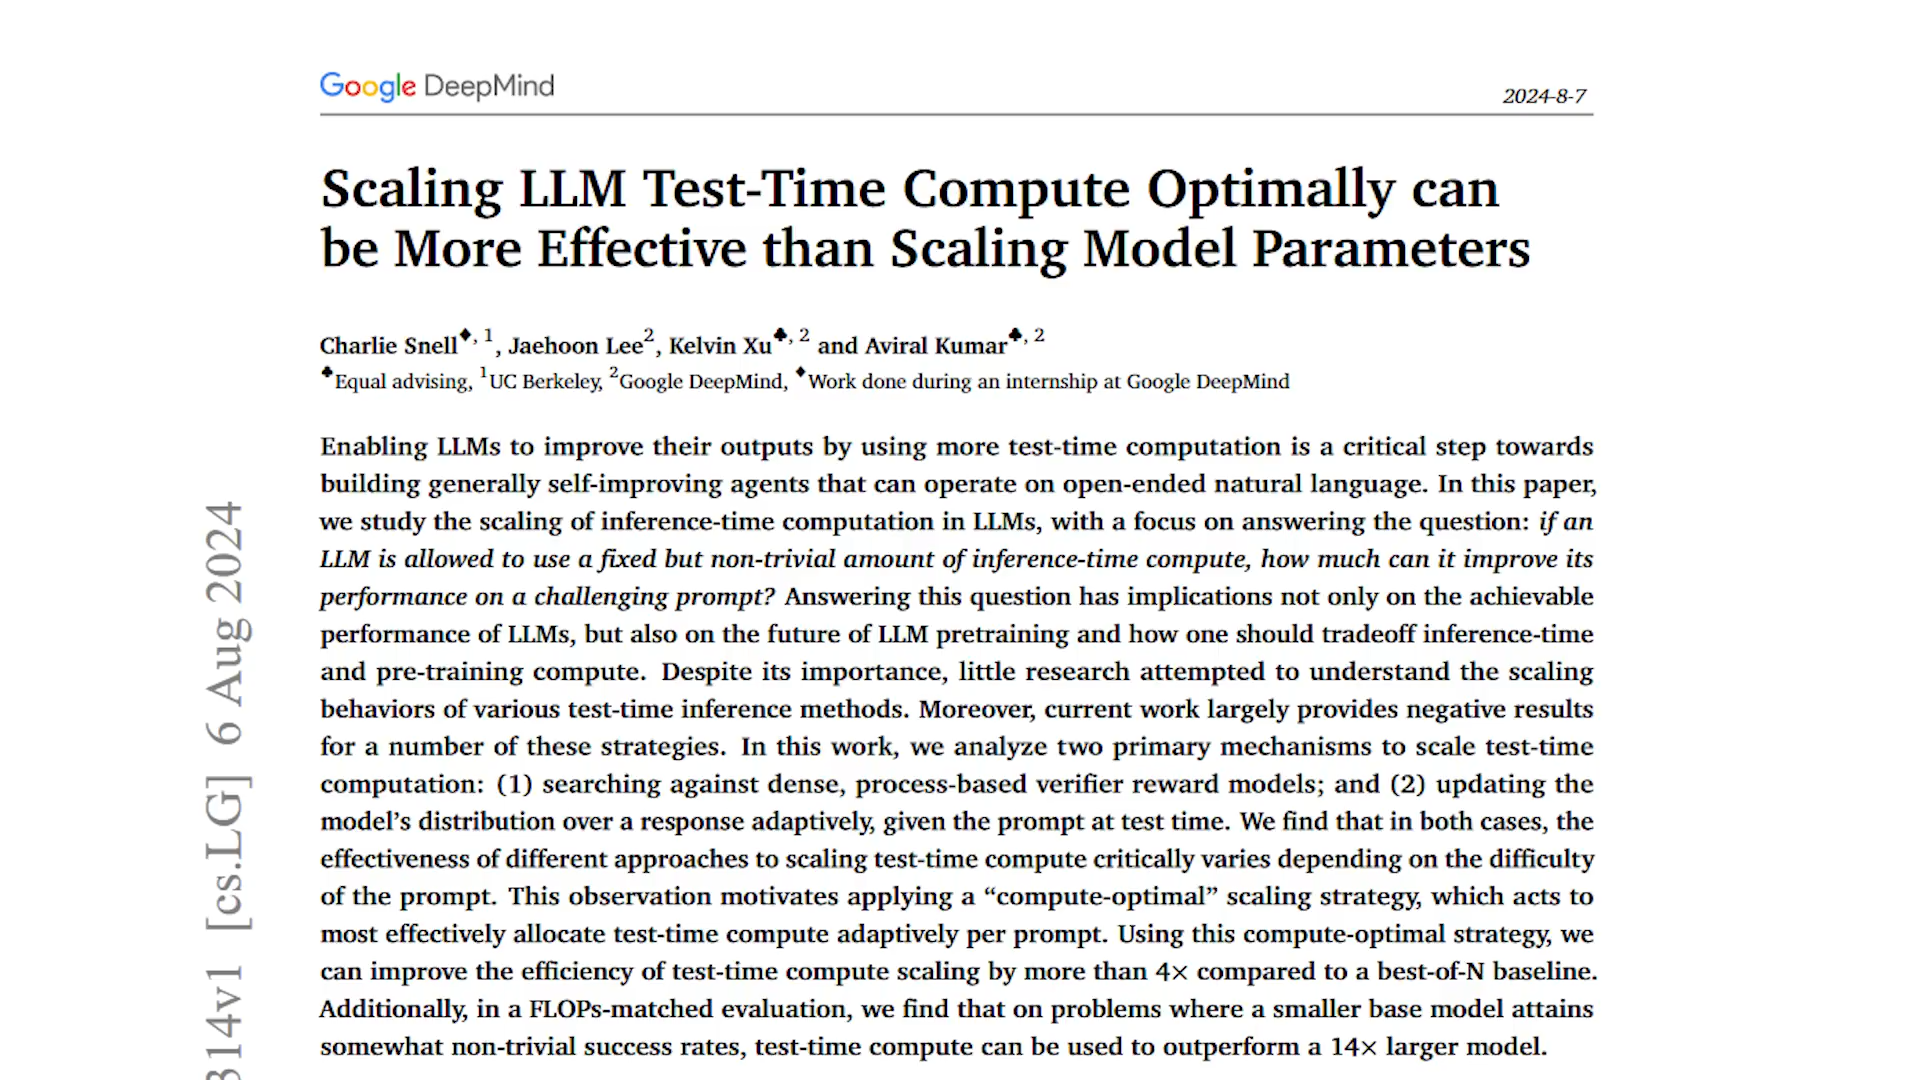 Google DeepMind
2024-8-7
Scaling LLM Test-Time Compute Optimally can
be More Effective than Scaling Model Parameters
Charlie Snell♦, 1, Jaehoon Lee2, Kelvin Xu♣, 2 and Aviral Kumar♣, 2
♣Equal advising, 1UC Berkeley, 2Google DeepMind, ♦Work done during an internship at Google DeepMind
Enabling LLMs to improve their outputs by using more test-time computation is a critical step towards
building generally self-improving agents that can operate on open-ended natural language. In this paper,
we study the scaling of inference-time computation in LLMs, with a focus on answering the question: if an
LLM is allowed to use a fixed but non-trivial amount of inference-time compute, how much can it improve its
performance on a challenging prompt? Answering this question has implications not only on the achievable
performance of LLMs, but also on the future of LLM pretraining and how one should tradeoff inference-time
and pre-training compute. Despite its importance, little research attempted to understand the scaling
behaviors of various test-time inference methods. Moreover, current work largely provides negative results
for a number of these strategies. In this work, we analyze two primary mechanisms to scale test-time
computation: (1) searching against dense, process-based verifier reward models; and (2) updating the
model’s distribution over a response adaptively, given the prompt at test time. We find that in both cases, the
effectiveness of different approaches to scaling test-time compute critically varies depending on the difficulty
of the prompt. This observation motivates applying a “compute-optimal” scaling strategy, which acts to
most effectively allocate test-time compute adaptively per prompt. Using this compute-optimal strategy, we
can improve the efficiency of test-time compute scaling by more than 4× compared to a best-of-N baseline.
Additionally, in a FLOPs-matched evaluation, we find that on problems where a smaller base model attains
somewhat non-trivial success rates, test-time compute can be used to outperform a 14× larger model.
314v1 [cs.LG] 6 Aug 2024